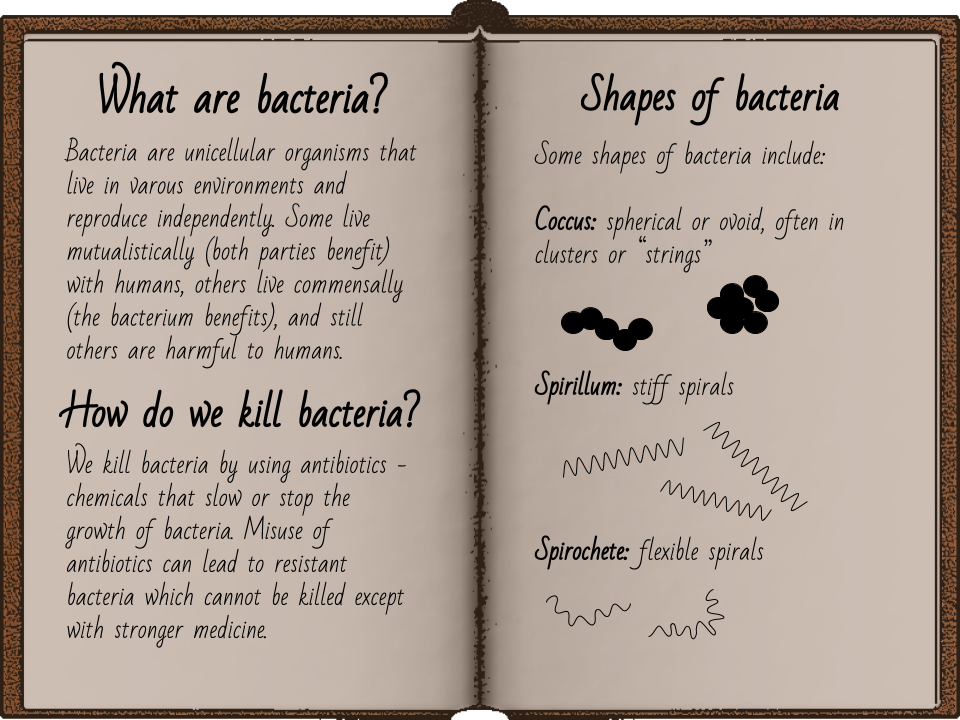 What are bacteria?
Bacteria are unicellular organisms that
live in varous environments and
reproduce independently. Some live
mutualistically (both parties benefit)
with humans, others live commensally
(the bacterium benefits), and still
others are harmful to humans.
How do we kill bacteria?
We kill bacteria by using antibiotics -
chemicals that slow or stop the
growth of bacteria. Misuse of
antibiotics can lead to resistant
bacteria which cannot be killed except
with stronger medicine.
Shapes of bacteria
Some shapes of bacteria include:
Coccus: spherical or ovoid, often in
clusters or “strings”
Spirillum: stiff spirals
Spirochete: flexible spirals